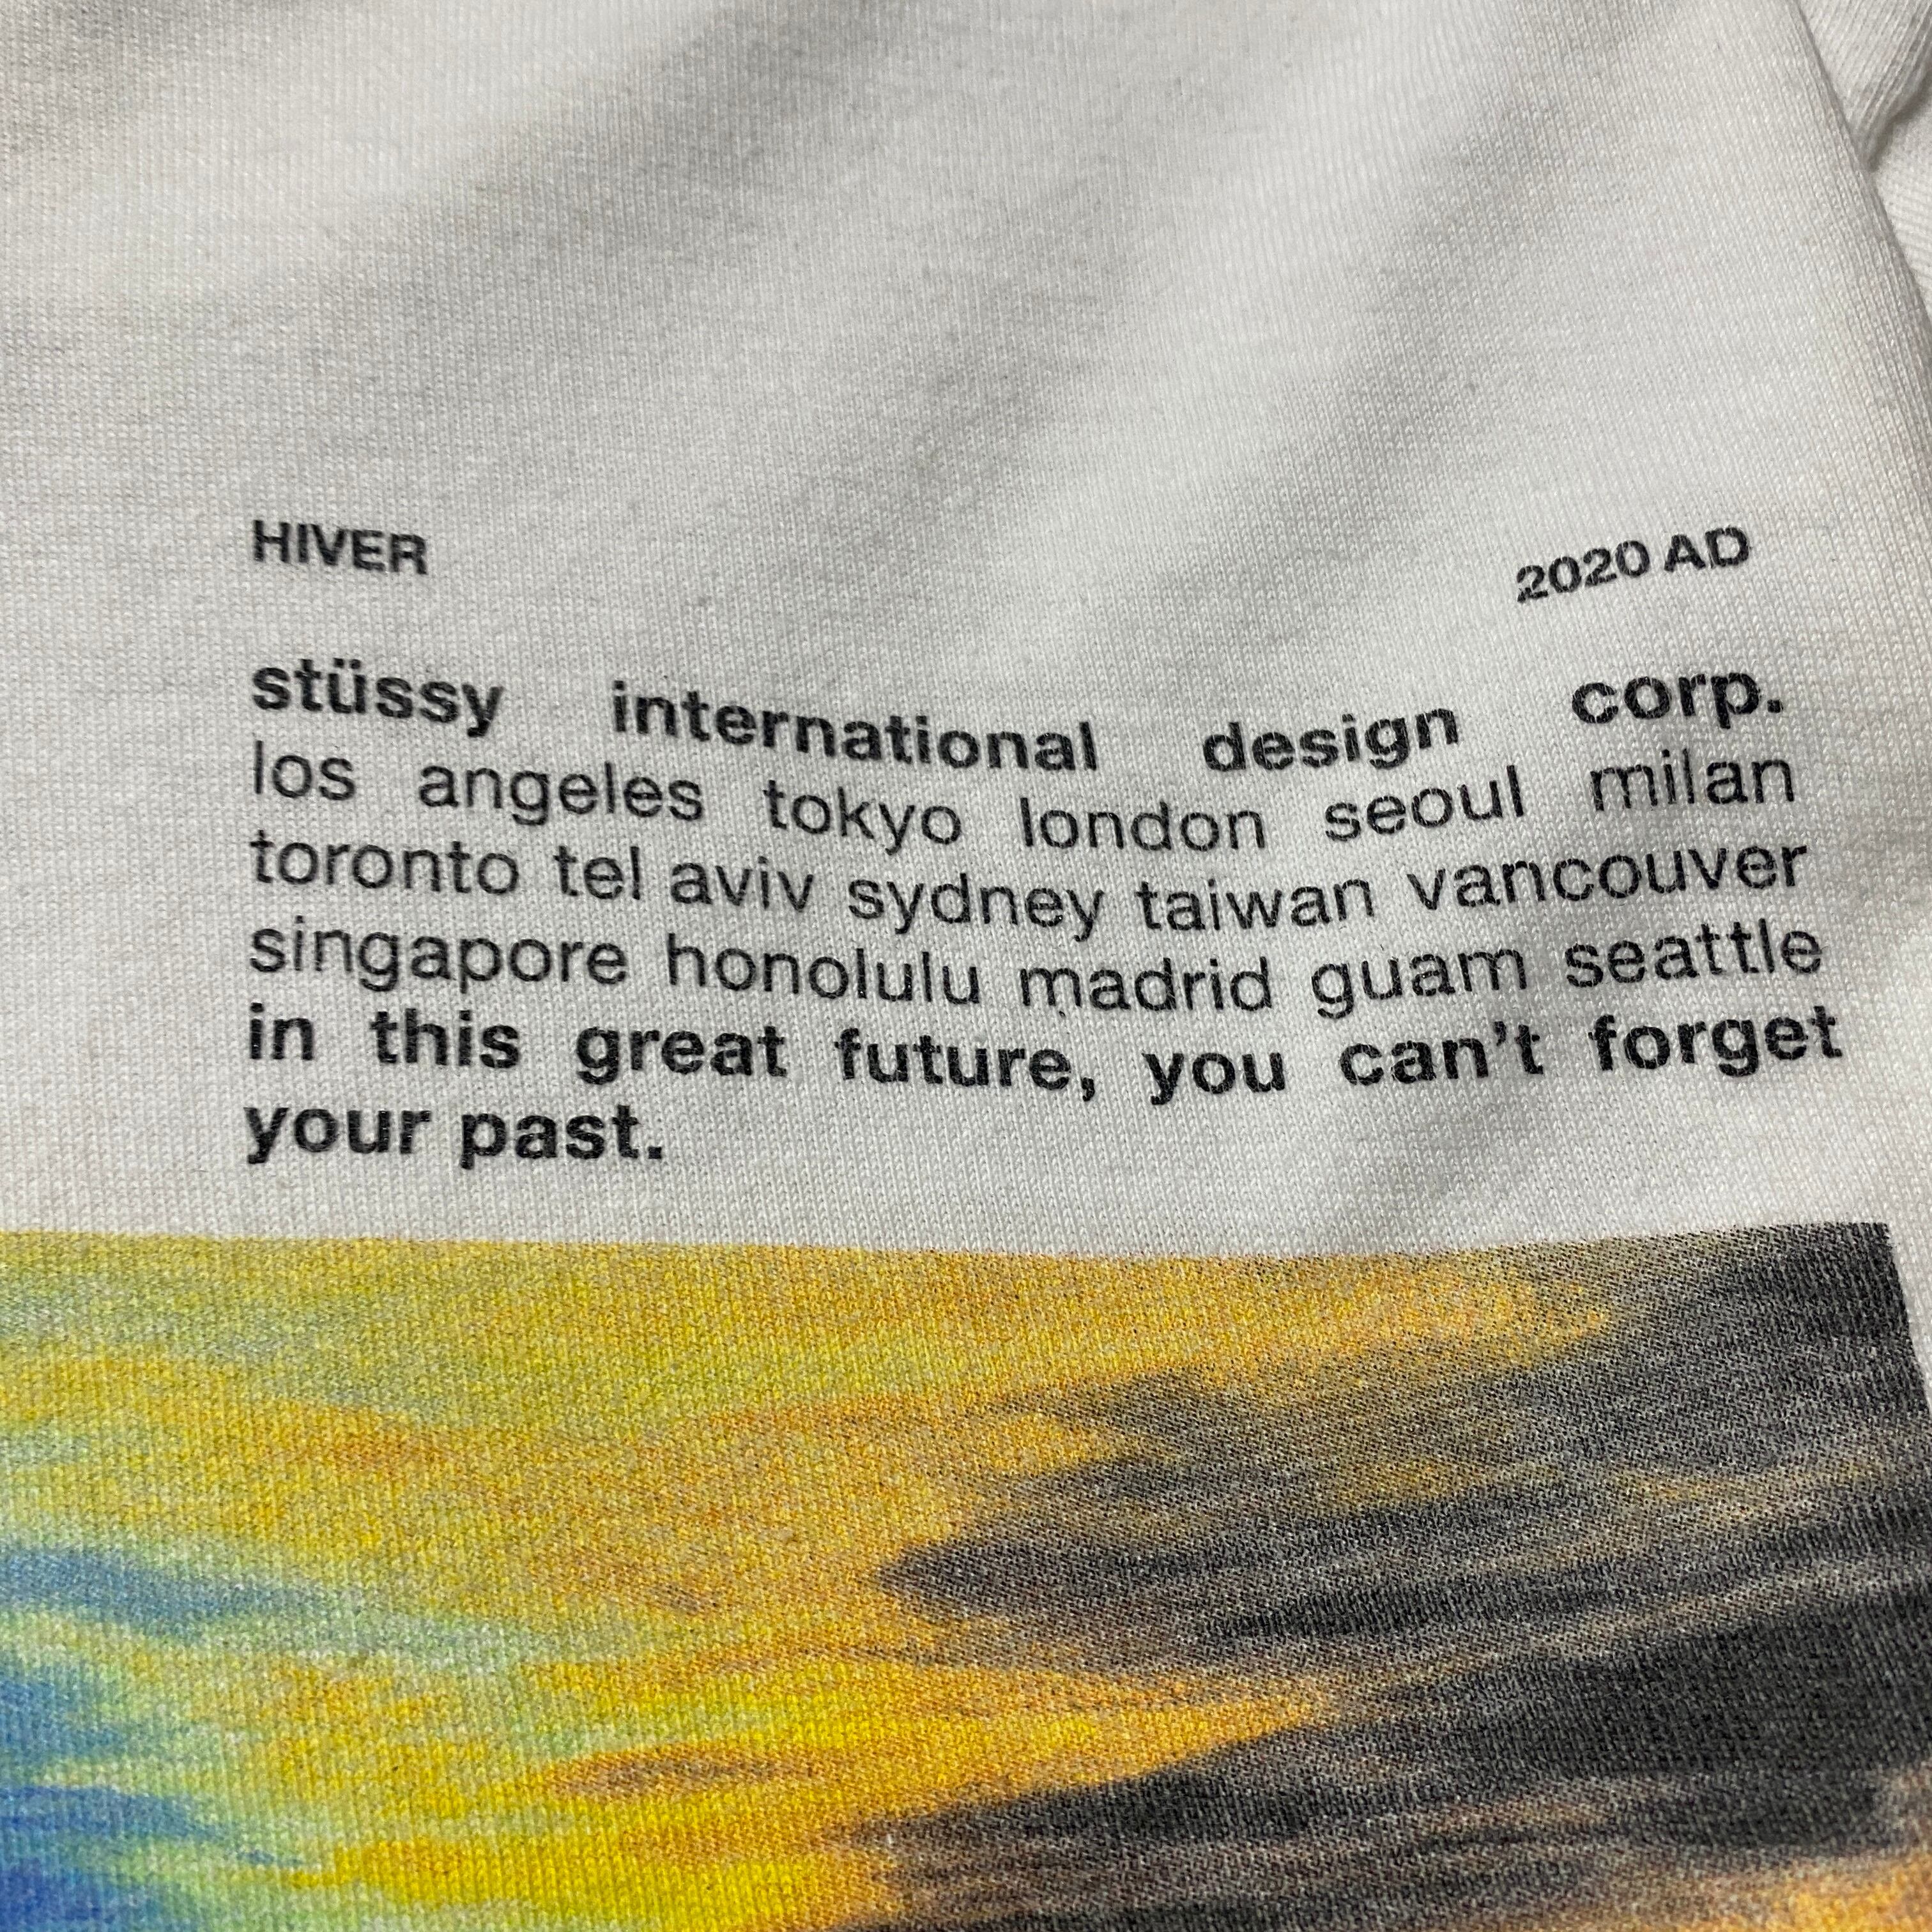 HIVER
2020 AD
stüssy international design corp.
los angeles tokyo london seoul milan
toronto tel aviv sydney taiwan vancouver
singapore honolulu madrid guam seattle
in this great future, you can't forget
your past.